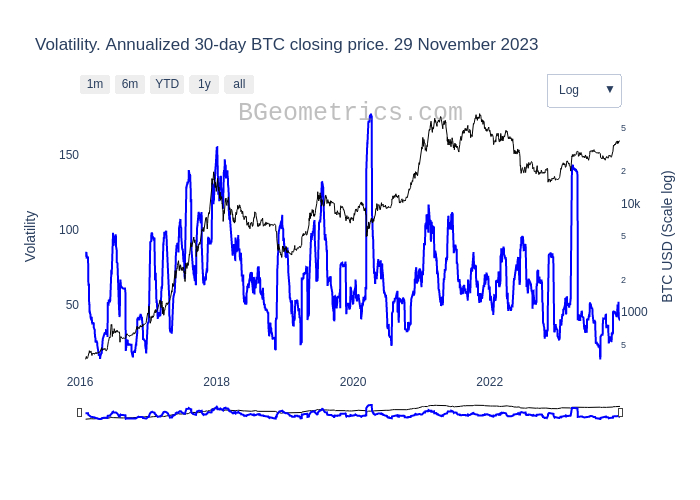 Volatility. Annualized 30-day BTC closing price. 29 November 2023
1m 6m YTD 1y all
Log ▼
BGeometrics.com
150
100
50
Volatility
5
2
10k
5
2
1000
5
BTC USD (Scale log)
2016 2018 2020 2022